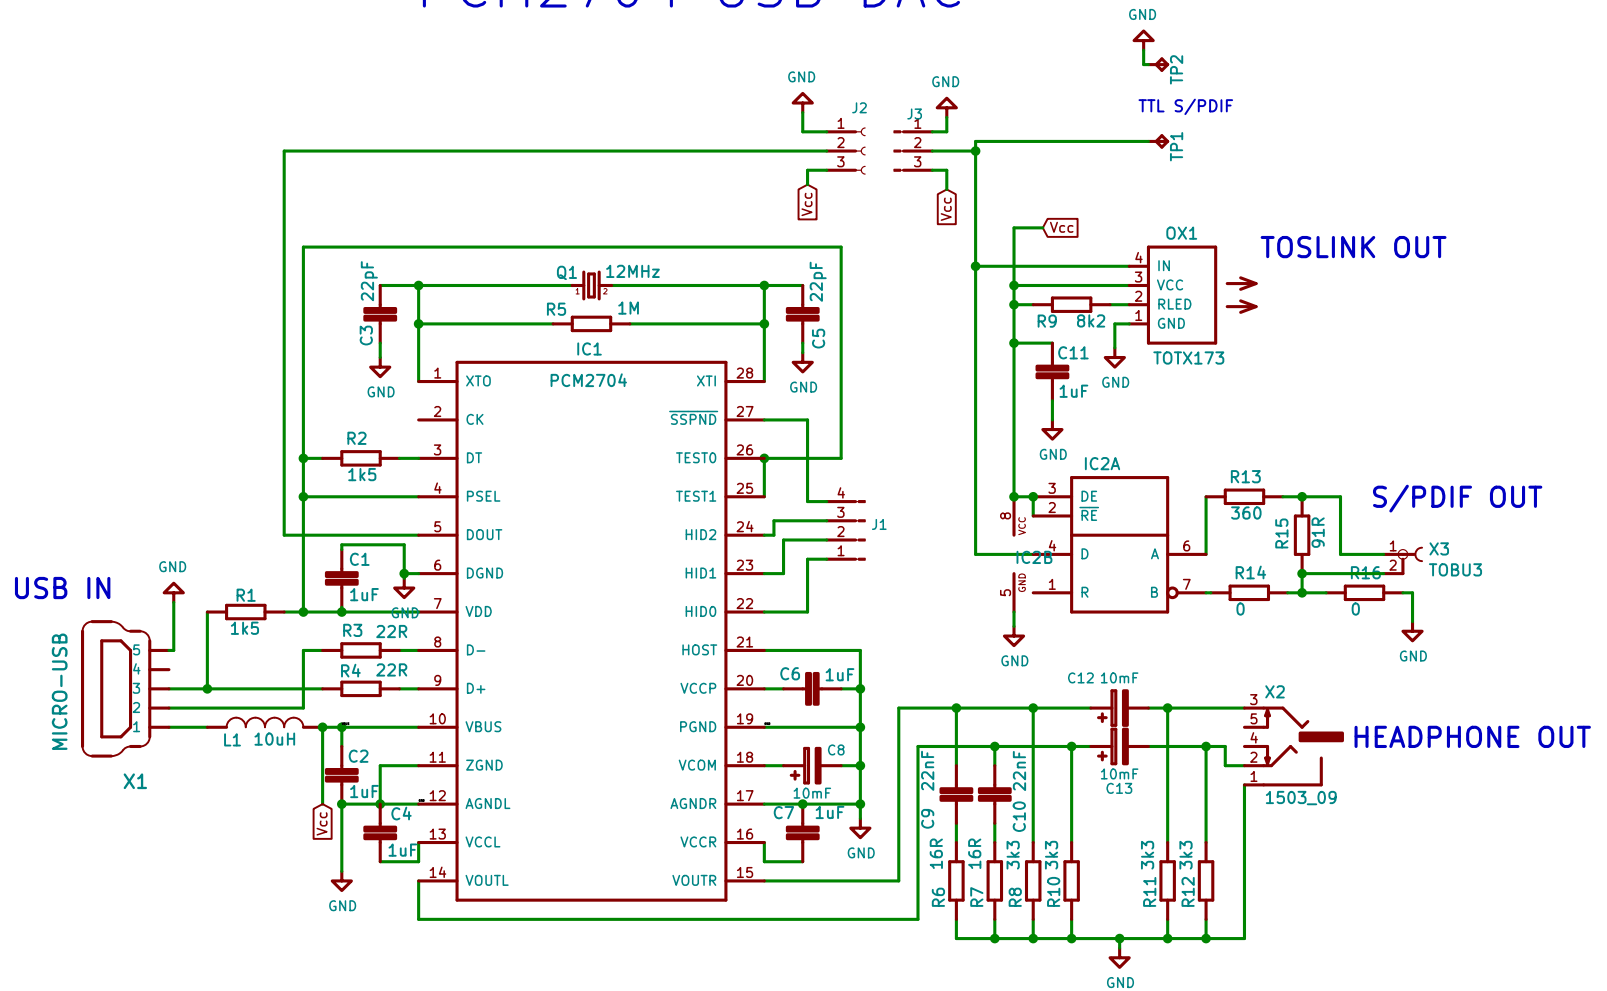 PCM2704 USB DAC
GND
TP2
TTL S/PDIF
TP1
GND
GND
J2
J3
1
2
3
1
2
3
Vcc
Vcc
Vcc
OX1
TOSLINK OUT
4
IN
3
VCC
2
RLED
1
GND
R9
8k2
TOTX173
GND
C11
1uF
GND
22pF
C3
GND
Q1
12MHz
1
2
R5
1M
22pF
C5
GND
IC1
PCM2704
1
XTO
XTI
28
2
CK
SSPND
27
3
DT
TEST0
26
4
PSEL
TEST1
25
5
DOUT
HID2
24
6
DGND
HID1
23
7
VDD
HID0
22
8
D-
HOST
21
9
D+
VCCP
20
10
VBUS
PGND
19
11
ZGND
VCOM
18
12
AGNDL
AGNDR
17
13
VCCL
VCCR
16
14
VOUTL
VOUTR
15
R2
1k5
4
3
2
1
J1
IC2A
3
DE
2
RE
8
VCC
IC2B
4
D
A
6
5
GND
1
R
B
7
GND
R13
360
R15
91R
S/PDIF OUT
1
2
X3
TOBU3
R14
0
R16
0
GND
USB IN
GND
C1
1uF
GND
R1
1k5
R3
22R
R4
22R
MICRO-USB
5
4
3
2
1
X1
L1
10uH
C2
1uF
Vcc
C4
1uF
GND
C6
1uF
C8
10mF
C7
1uF
GND
C12 10mF
10mF
C13
X2
3
5
4
2
1
1503_09
HEADPHONE OUT
C9
22nF
C10
22nF
R6
16R
R7
16R
R8
3k3
R10
3k3
R11
3k3
R12
3k3
GND